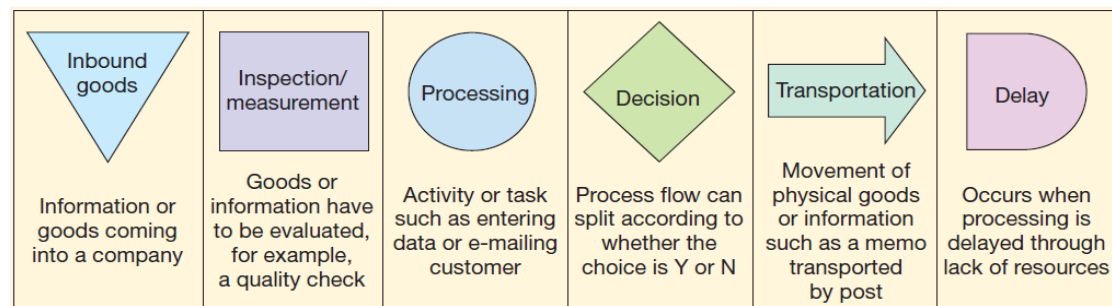 Inbound
goods
Inspection/
measurement
Processing
Decision
Transportation
Delay
Information or
goods coming
into a company
Goods or
information have
to be evaluated,
for example,
a quality check
Activity or task
such as entering
data or e-mailing
customer
Process flow can
split according to
whether the
choice is Y or N
Movement of
physical goods
or information
such as a memo
transported
by post
Occurs when
processing is
delayed through
lack of resources